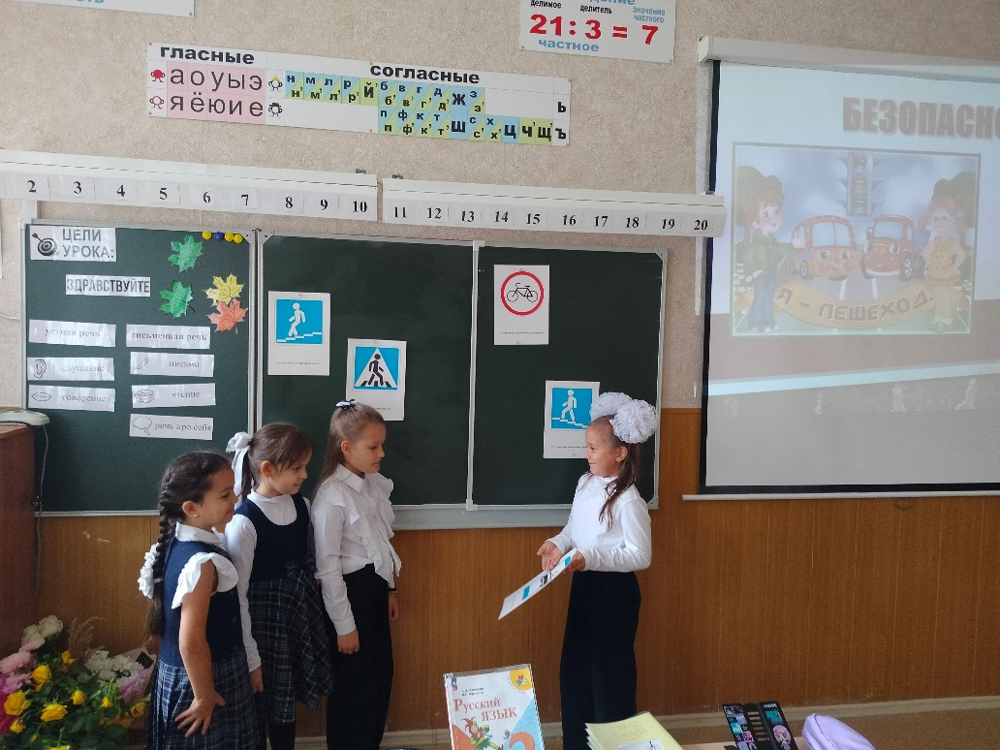 делимое делитель значение частного
21 : 3 = 7
частное
гласные
согласные
а о у ы э
я ё ю и е
н м л р й б в г д ж з
н' м' л' р' б' в' г' д' з'
п ф к т ш с х
п' ф' к' т' с' х' ц ч' щ'
ь
ъ
2 3 4 5 6 7 8 9 10
11 12 13 14 15 16 17 18 19 20
ЦЕЛИ
УРОКА:
ЗДРАВСТВУЙТЕ
устная речь
письменная речь
слушание
письмо
говорение
чтение
речь про себя
Я - ПЕШЕХОД
Русский
ЯЗЫК